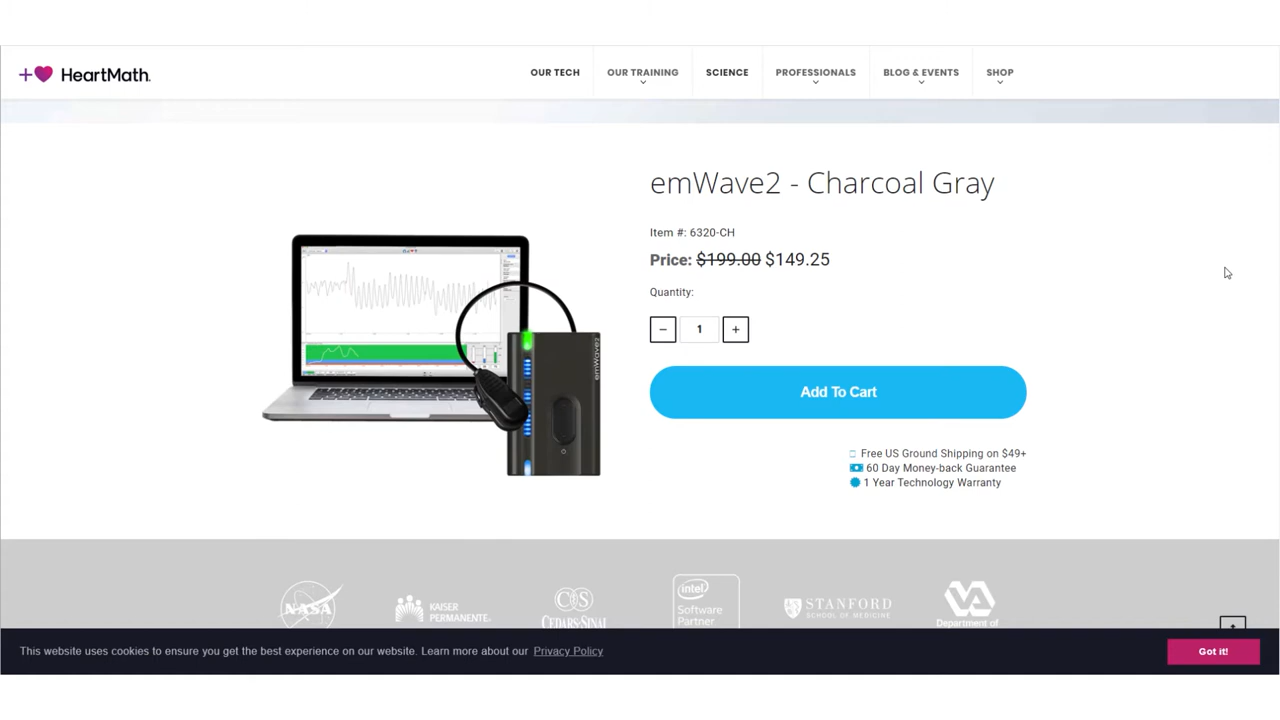 HeartMath.
OUR TECH
OUR TRAINING
SCIENCE
PROFESSIONALS
BLOG & EVENTS
SHOP
emWave2 - Charcoal Gray
Item #: 6320-CH
Price: $199.00 $149.25
Quantity:
− 1 +
Add To Cart
Free US Ground Shipping on $49+
60 Day Money-back Guarantee
1 Year Technology Warranty
emWave2
NASA
KAISER
PERMANENTE.
CEDARS-SINAI
intel
Software
Partner
STANFORD
SCHOOL OF MEDICINE
VA
Department of
This website uses cookies to ensure you get the best experience on our website. Learn more about our Privacy Policy
Got it!